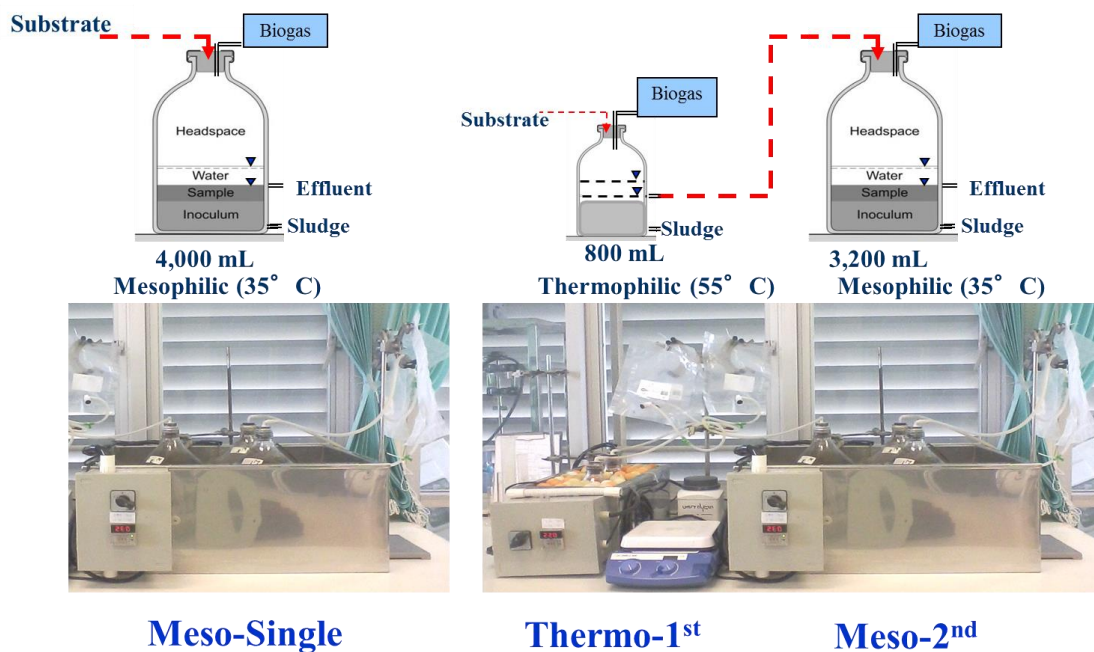 Substrate
Biogas
Headspace
Water
Sample
Inoculum
Effluent
Sludge
4,000 mL
Mesophilic (35° C)
Substrate
Biogas
Sludge
800 mL
Thermophilic (55° C)
Biogas
Headspace
Water
Sample
Inoculum
Effluent
Sludge
3,200 mL
Mesophilic (35° C)
Meso-Single
Thermo-1st
Meso-2nd